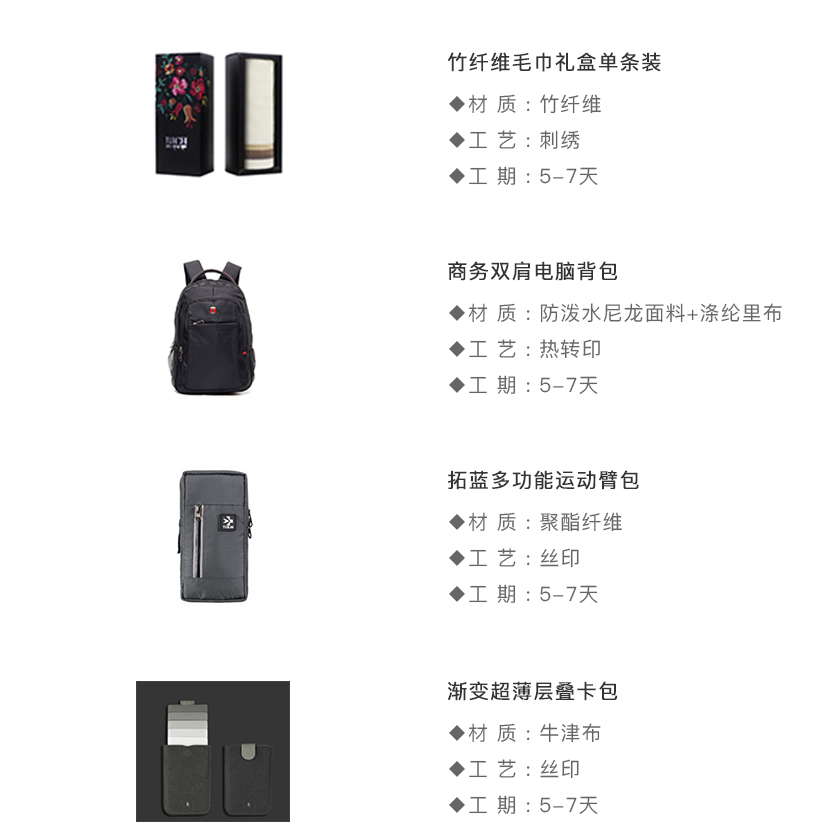 竹纤维毛巾礼盒单条装
◆材 质：竹纤维
◆工 艺：刺绣
◆工 期：5-7天
商务双肩电脑背包
◆材 质：防泼水尼龙面料+涤纶里布
◆工 艺：热转印
◆工 期：5-7天
拓蓝多功能运动臂包
◆材 质：聚酯纤维
◆工 艺：丝印
◆工 期：5-7天
渐变超薄层叠卡包
◆材 质：牛津布
◆工 艺：丝印
◆工 期：5-7天